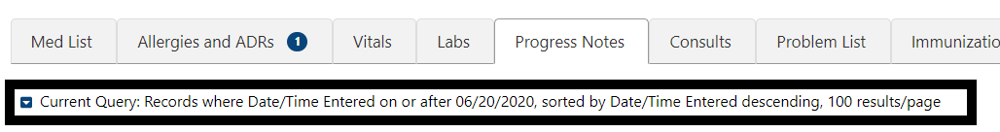 Med List Allergies and ADRs 1 Vitals Labs Progress Notes Consults Problem List Immunizatio
Current Query: Records where Date/Time Entered on or after 06/20/2020, sorted by Date/Time Entered descending, 100 results/page